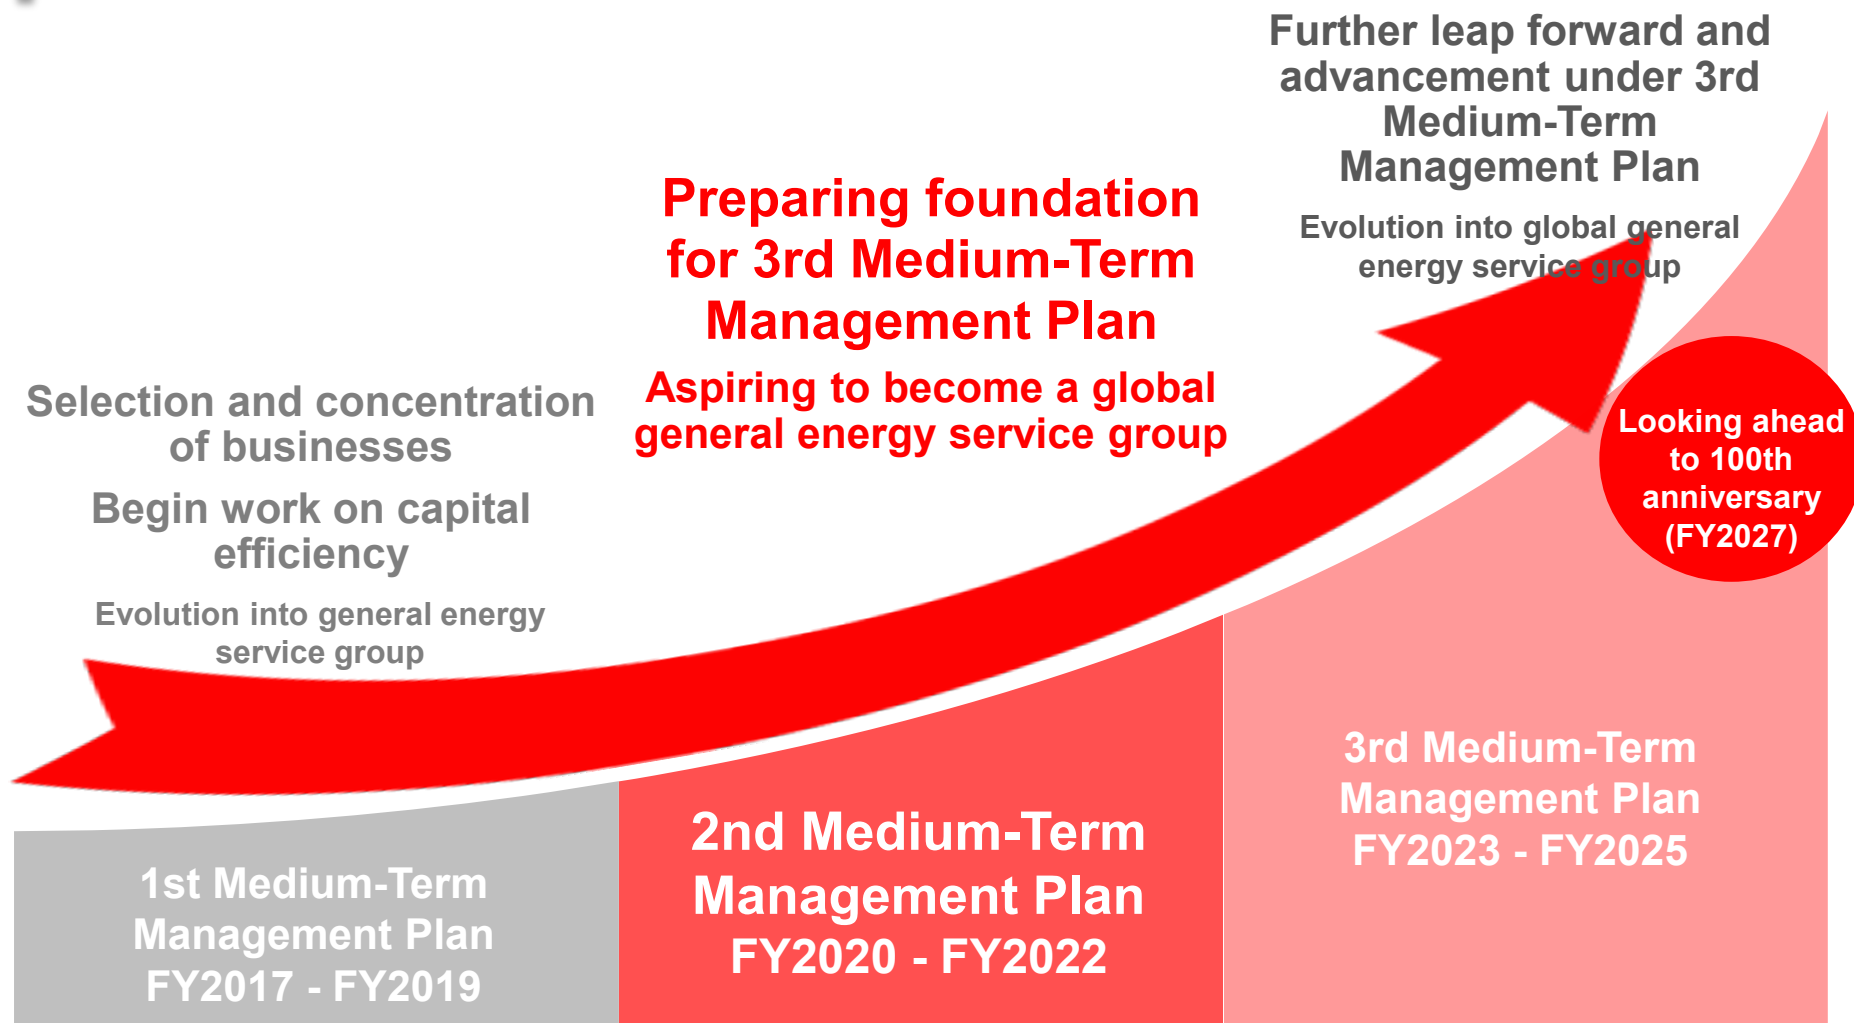 Further leap forward and
advancement under 3rd
Medium-Term
Management Plan
Evolution into global general
energy service group
Preparing foundation
for 3rd Medium-Term
Management Plan
Aspiring to become a global
general energy service group
Selection and concentration
of businesses
Begin work on capital
efficiency
Evolution into general energy
service group
Looking ahead
to 100th
anniversary
(FY2027)
1st Medium-Term
Management Plan
FY2017 - FY2019
2nd Medium-Term
Management Plan
FY2020 - FY2022
3rd Medium-Term
Management Plan
FY2023 - FY2025